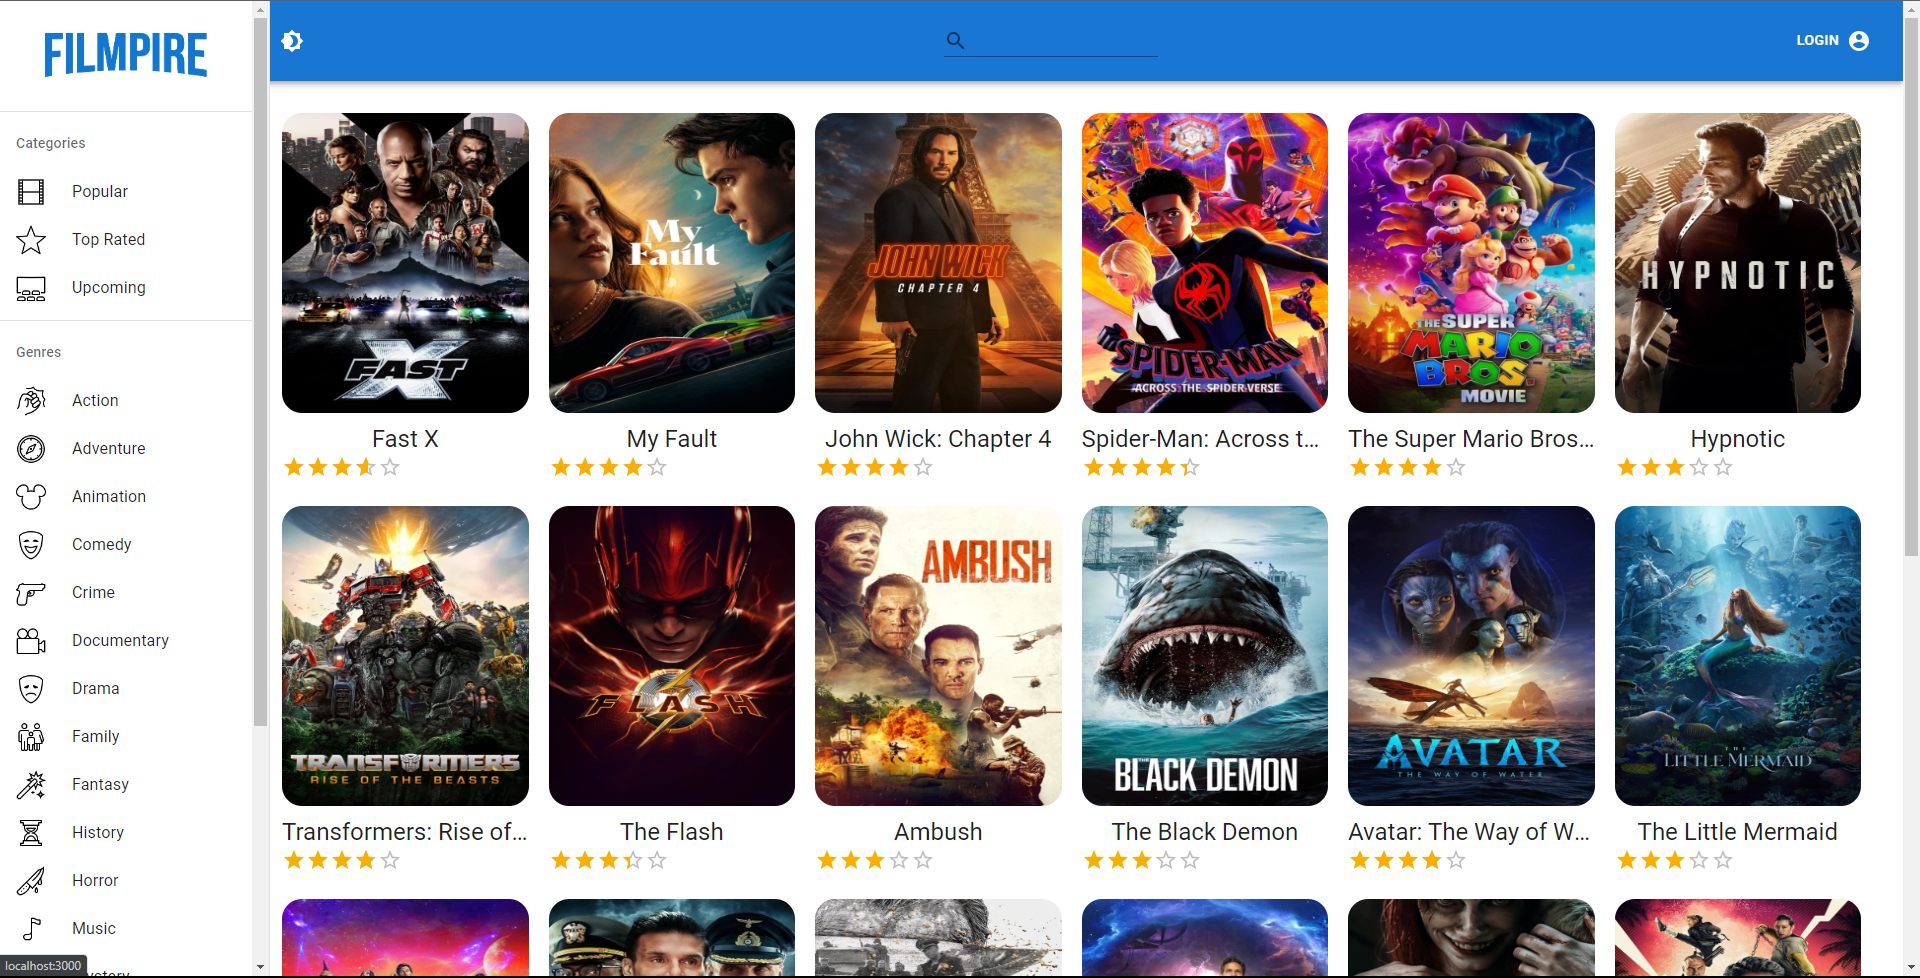 FILMPIRE
LOGIN
Categories
Popular
Top Rated
Upcoming
Genres
Action
Adventure
Animation
Comedy
Crime
Documentary
Drama
Family
Fantasy
History
Horror
Music
localhost:3000
FAST X
Fast X
My
Fault
My Fault
JOHN WICK
CHAPTER 4
John Wick: Chapter 4
SPIDER-MAN
ACROSS THE SPIDER-VERSE
Spider-Man: Across t...
THE SUPER
MARIO
BROS.
MOVIE
The Super Mario Bros...
HYPNOTIC
Hypnotic
TRANSFORMERS
RISE OF THE BEASTS
Transformers: Rise of...
FLASH
The Flash
AMBUSH
Ambush
THE
BLACK DEMON
The Black Demon
AVATAR
THE WAY OF WATER
Avatar: The Way of W...
THE
LITTLE MERMAID
The Little Mermaid